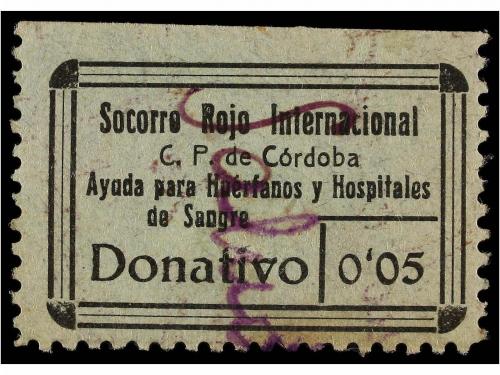 Socorro Rojo Internacional
C. P. de Córdoba
Ayuda para Huérfanos y Hospitales
de Sangre
Donativo 0'05